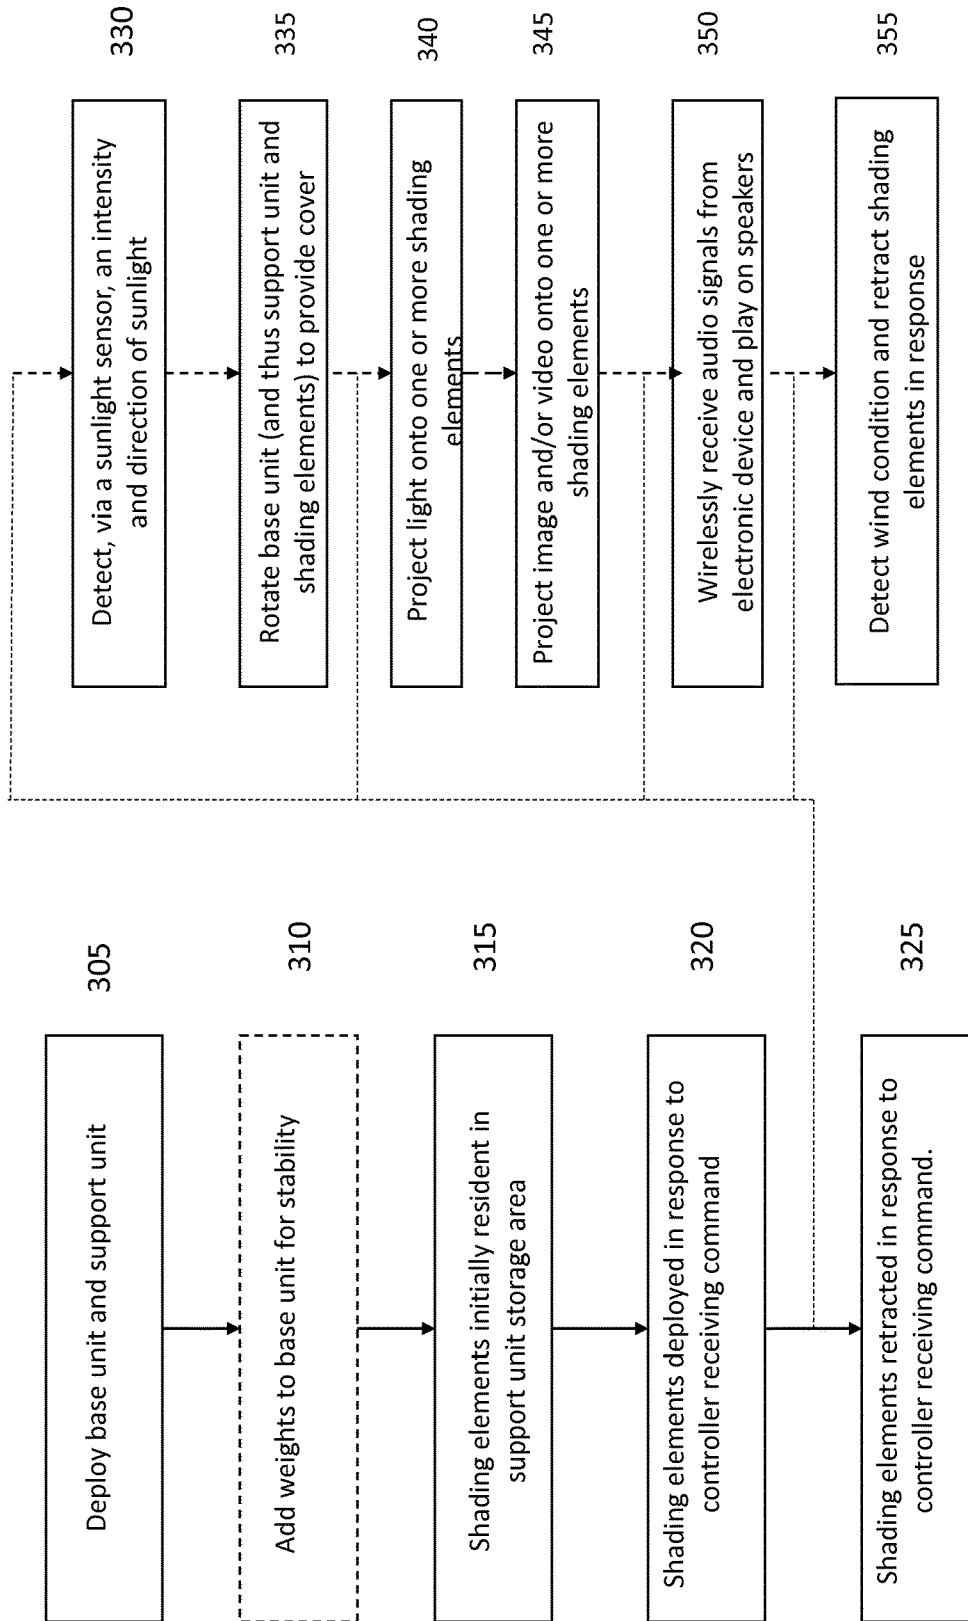 Deploy base unit and support unit
305
Add weights to base unit for stability
310
Shading elements initially resident in
support unit storage area
315
Shading elements deployed in response to
controller receiving command
320
Shading elements retracted in response to
controller receiving command.
325
Detect, via a sunlight sensor, an intensity
and direction of sunlight
330
Rotate base unit (and thus support unit and
shading elements) to provide cover
335
Project light onto one or more shading
elements
340
Project image and/or video onto one or more
shading elements
345
Wirelessly receive audio signals from
electronic device and play on speakers
350
Detect wind condition and retract shading
elements in response
355